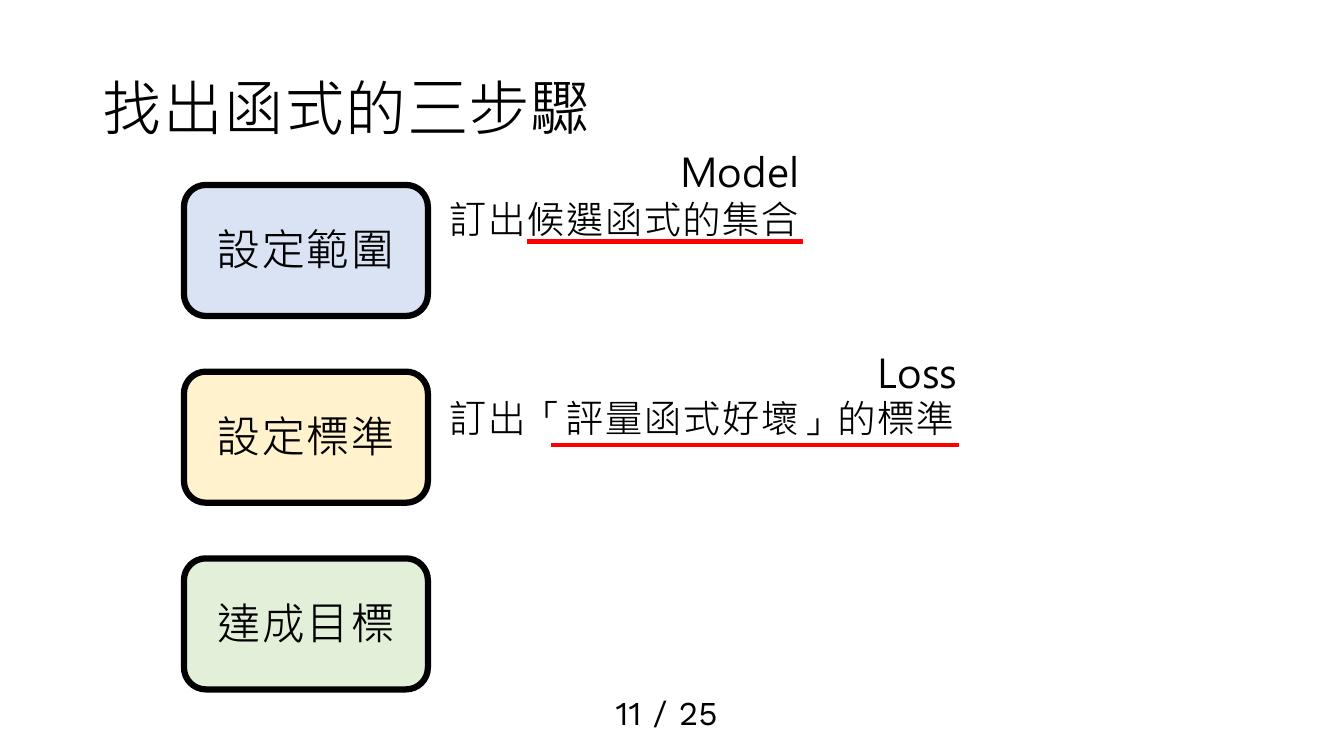 找出函式的三步驟
Model
設定範圍
訂出候選函式的集合
Loss
設定標準
訂出「評量函式好壞」的標準
達成目標
11 / 25